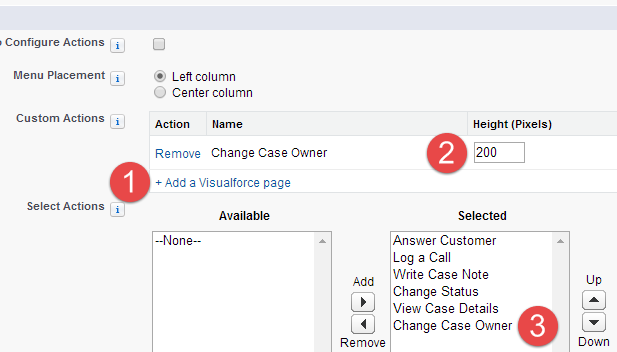 o Configure Actions i
Menu Placement i Left column
Center column
Custom Actions i Action Name Height (Pixels)
Remove Change Case Owner 2 200
1 + Add a Visualforce page
Select Actions i Available Selected
--None-- Answer Customer
Log a Call
Write Case Note
Add Change Status Up
View Case Details
Change Case Owner 3
Remove Down